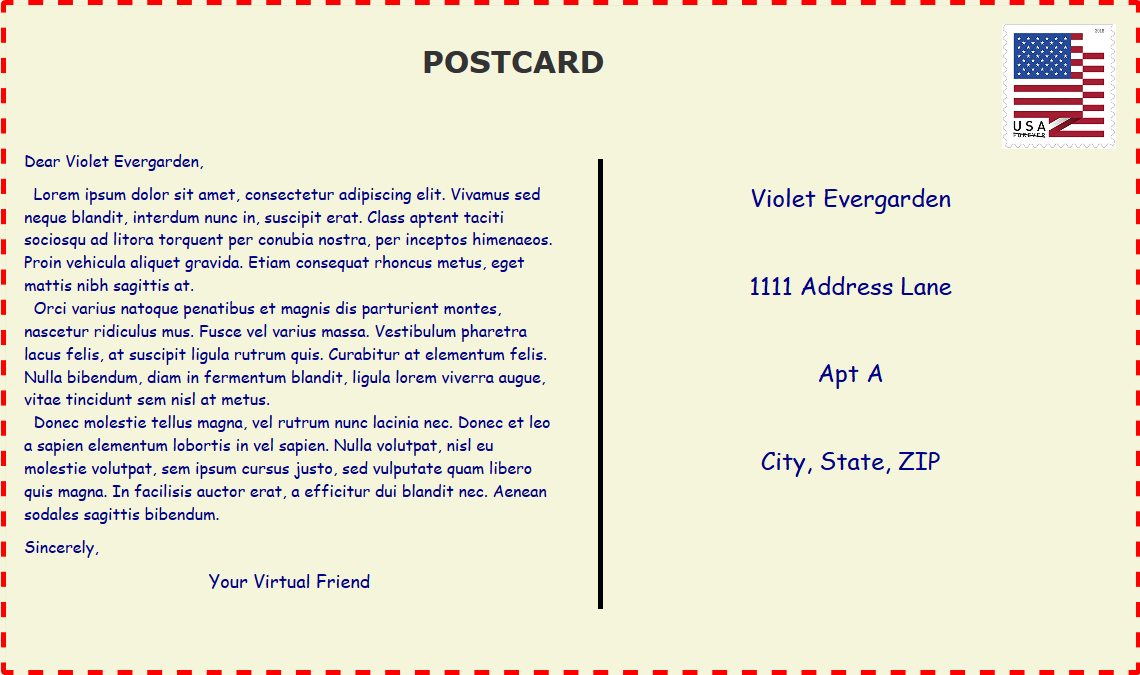 POSTCARD
2018
USA
FOREVER
Dear Violet Evergarden,
Lorem ipsum dolor sit amet, consectetur adipiscing elit. Vivamus sed
neque blandit, interdum nunc in, suscipit erat. Class aptent taciti
sociosqu ad litora torquent per conubia nostra, per inceptos himenaeos.
Proin vehicula aliquet gravida. Etiam consequat rhoncus metus, eget
mattis nibh sagittis at.
Orci varius natoque penatibus et magnis dis parturient montes,
nascetur ridiculus mus. Fusce vel varius massa. Vestibulum pharetra
lacus felis, at suscipit ligula rutrum quis. Curabitur at elementum felis.
Nulla bibendum, diam in fermentum blandit, ligula lorem viverra augue,
vitae tincidunt sem nisl at metus.
Donec molestie tellus magna, vel rutrum nunc lacinia nec. Donec et leo
a sapien elementum lobortis in vel sapien. Nulla volutpat, nisl eu
molestie volutpat, sem ipsum cursus justo, sed vulputate quam libero
quis magna. In facilisis auctor erat, a efficitur dui blandit nec. Aenean
sodales sagittis bibendum.
Sincerely,
Your Virtual Friend
Violet Evergarden
1111 Address Lane
Apt A
City, State, ZIP